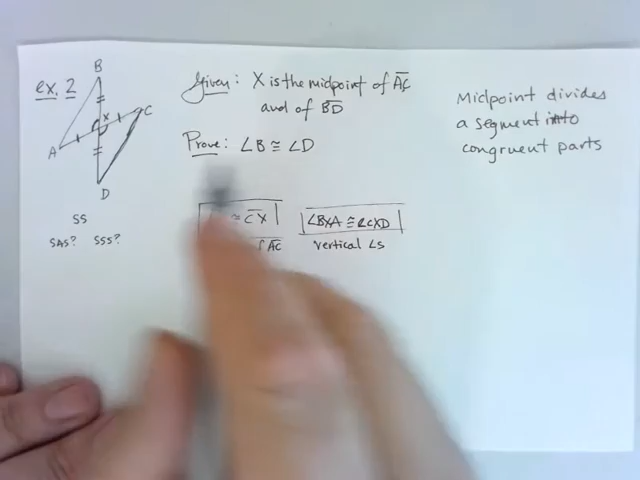 ex. 2
B
C
X
A
D
SS
SAS? SSS?
Given: X is the midpoint of AC
and of BD
Prove: ∠B ≅ ∠D
≅ CX
AC
∠BXA ≅ ∠CXD
vertical ∠s
Midpoint divides
a segment into
congruent parts